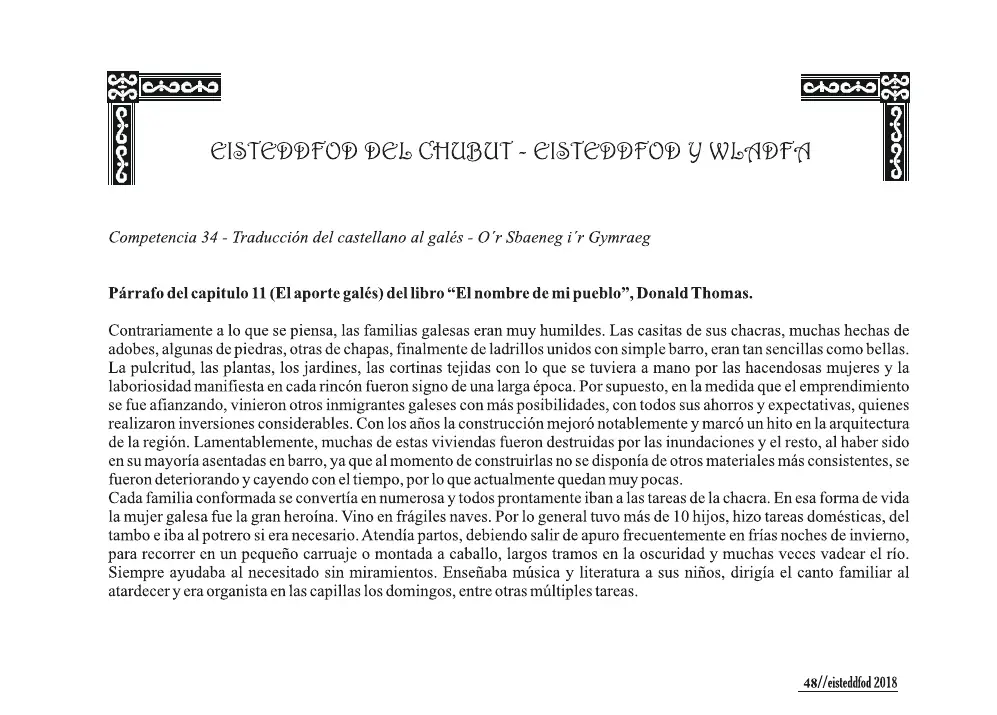 EISTEDDFOD DEL CHUBUT - EISTEDDFOD Y WLADFA
Competencia 34 - Traducción del castellano al galés - O´r Sbaeneg i´r Gymraeg
Párrafo del capitulo 11 (El aporte galés) del libro “El nombre de mi pueblo”, Donald Thomas.
Contrariamente a lo que se piensa, las familias galesas eran muy humildes. Las casitas de sus chacras, muchas hechas de
adobes, algunas de piedras, otras de chapas, finalmente de ladrillos unidos con simple barro, eran tan sencillas como bellas.
La pulcritud, las plantas, los jardines, las cortinas tejidas con lo que se tuviera a mano por las hacendosas mujeres y la
laboriosidad manifiesta en cada rincón fueron signo de una larga época. Por supuesto, en la medida que el emprendimiento
se fue afianzando, vinieron otros inmigrantes galeses con más posibilidades, con todos sus ahorros y expectativas, quienes
realizaron inversiones considerables. Con los años la construcción mejoró notablemente y marcó un hito en la arquitectura
de la región. Lamentablemente, muchas de estas viviendas fueron destruidas por las inundaciones y el resto, al haber sido
en su mayoría asentadas en barro, ya que al momento de construirlas no se disponía de otros materiales más consistentes, se
fueron deteriorando y cayendo con el tiempo, por lo que actualmente quedan muy pocas.
Cada familia conformada se convertía en numerosa y todos prontamente iban a las tareas de la chacra. En esa forma de vida
la mujer galesa fue la gran heroína. Vino en frágiles naves. Por lo general tuvo más de 10 hijos, hizo tareas domésticas, del
tambo e iba al potrero si era necesario. Atendía partos, debiendo salir de apuro frecuentemente en frías noches de invierno,
para recorrer en un pequeño carruaje o montada a caballo, largos tramos en la oscuridad y muchas veces vadear el río.
Siempre ayudaba al necesitado sin miramientos. Enseñaba música y literatura a sus niños, dirigía el canto familiar al
atardecer y era organista en las capillas los domingos, entre otras múltiples tareas.
48//eisteddfod 2018